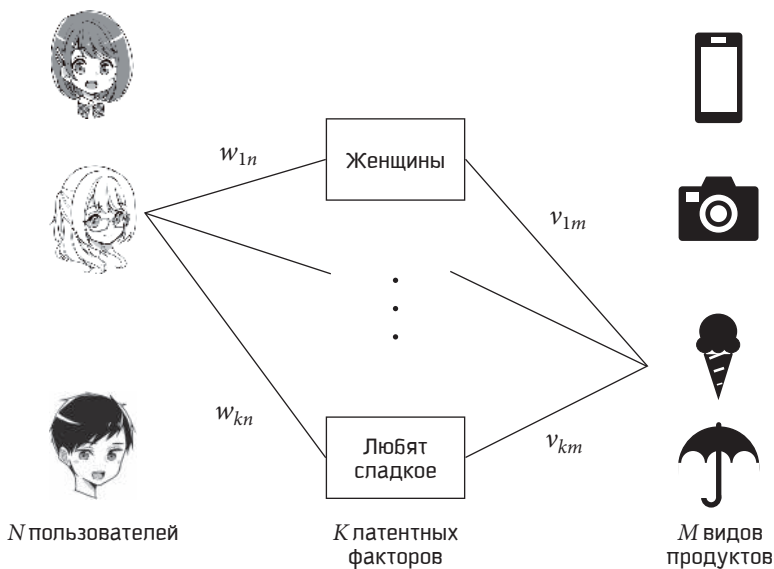 w1n
Женщины
v1m
wkn
Любят
сладкое
vkm
N пользователей
K латентных
факторов
M видов
продуктов